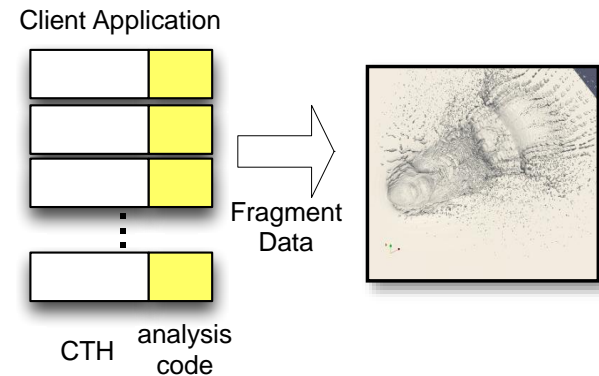 Client Application
Fragment
Data
CTH
analysis
code